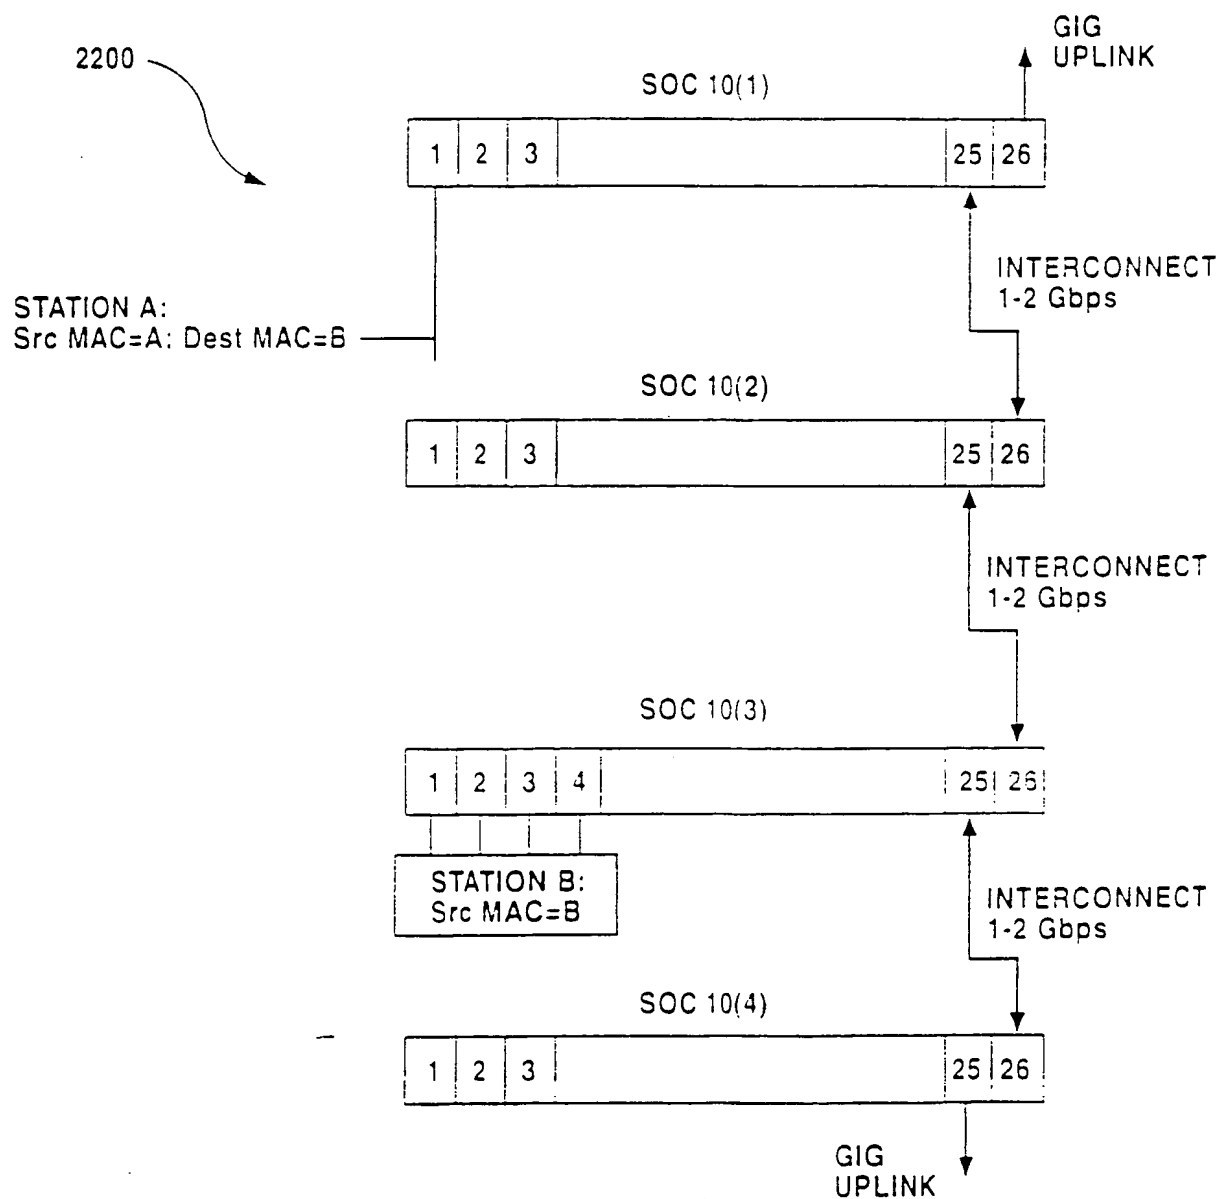 2200
GIG
UPLINK
SOC 10(1)
1 2 3 25 26
INTERCONNECT
1-2 Gbps
STATION A:
Src MAC=A: Dest MAC=B
SOC 10(2)
1 2 3 25 26
INTERCONNECT
1-2 Gbps
SOC 10(3)
1 2 3 4 25 26
STATION B:
Src MAC=B
INTERCONNECT
1-2 Gbps
SOC 10(4)
1 2 3 25 26
GIG
UPLINK